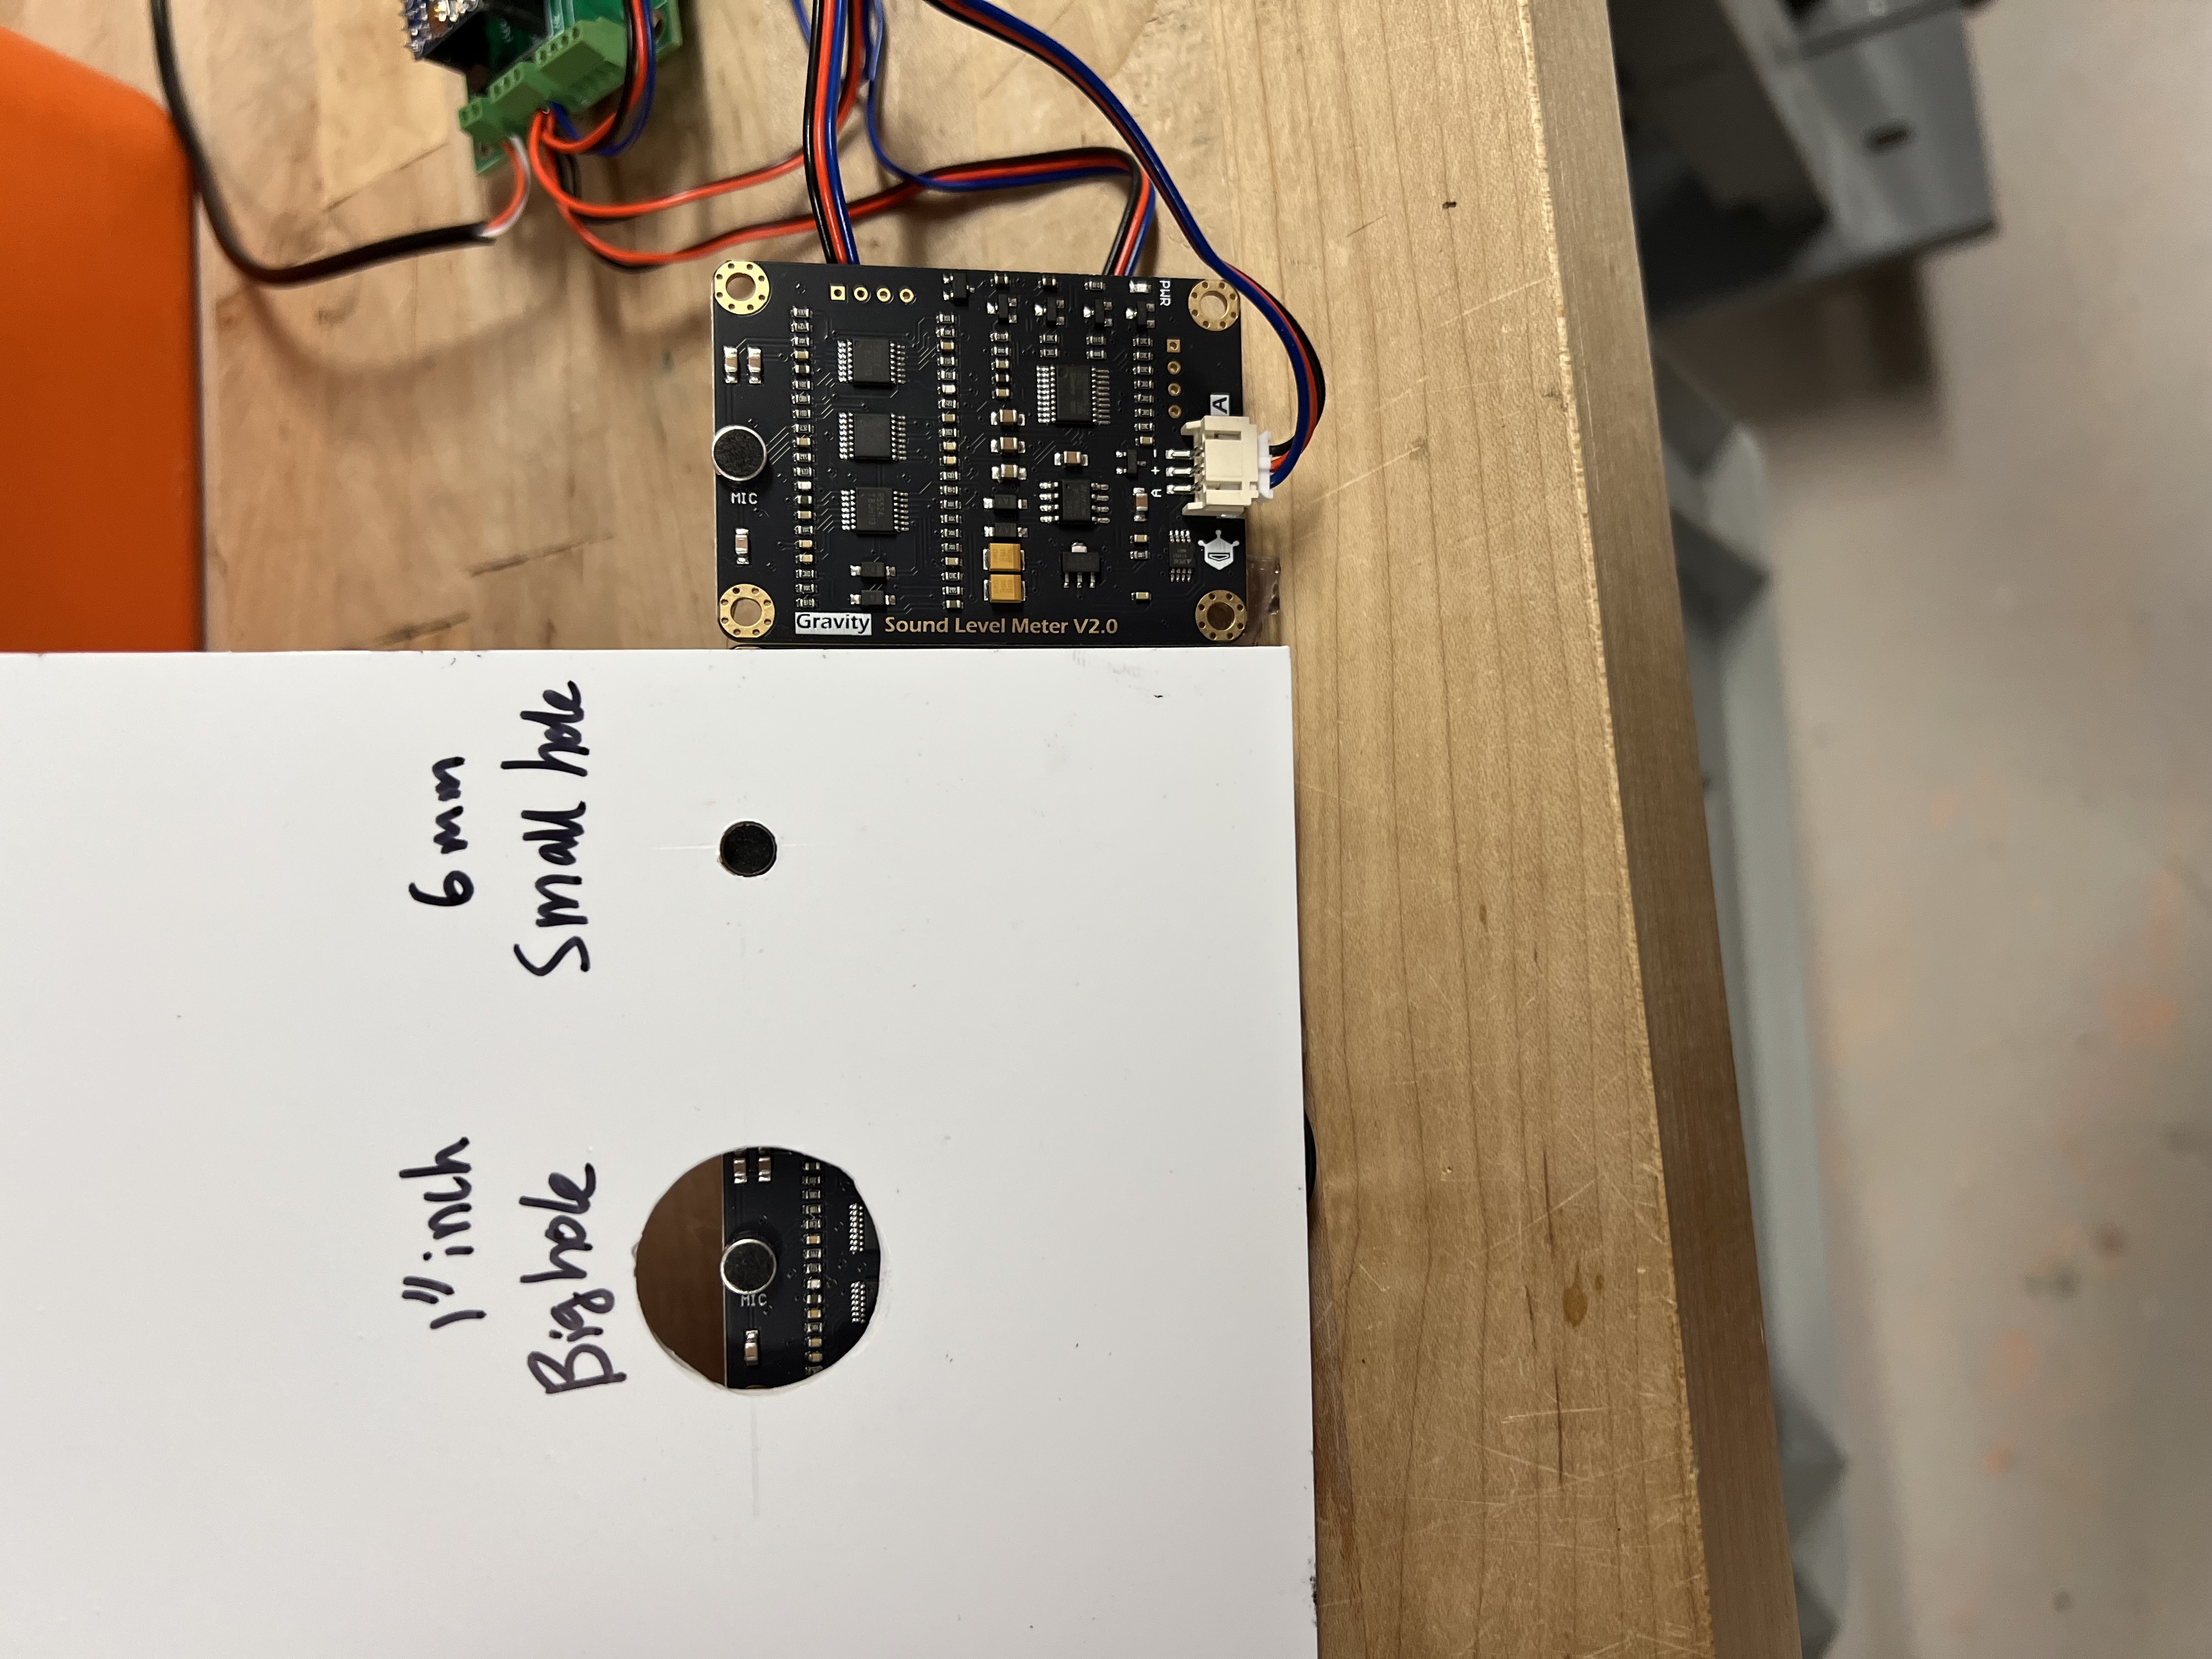 1" inch
Big hole
6 mm
Small hole
MIC
MIC
Gravity
Sound Level Meter V2.0
A + -
PWR
A